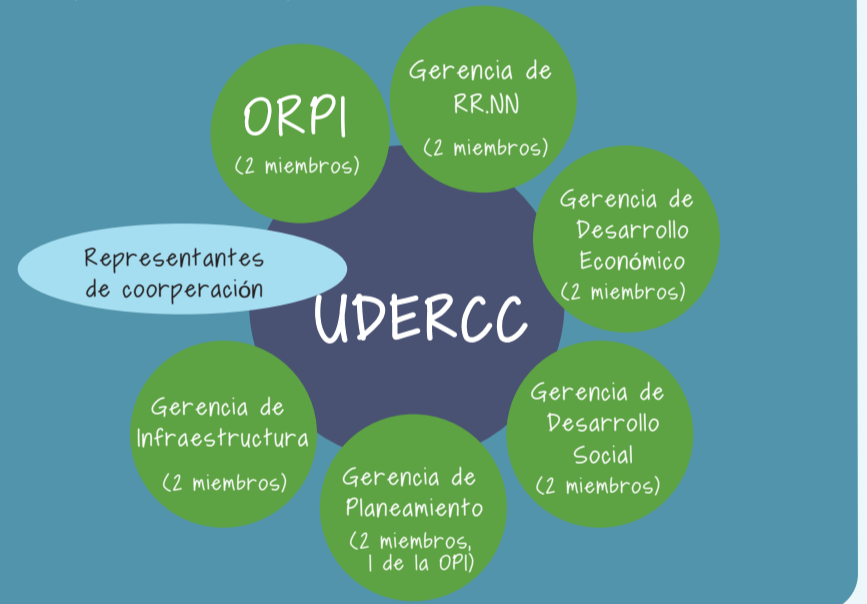 ORPI
(2 miembros)
Gerencia de
RR.NN
(2 miembros)
Gerencia de
Desarrollo
Económico
(2 miembros)
Representantes
de coorperación
UDERCC
Gerencia de
Desarrollo
Social
(2 miembros)
Gerencia de
Infraestructura
(2 miembros)
Gerencia de
Planeamiento
(2 miembros,
1 de la OPI)